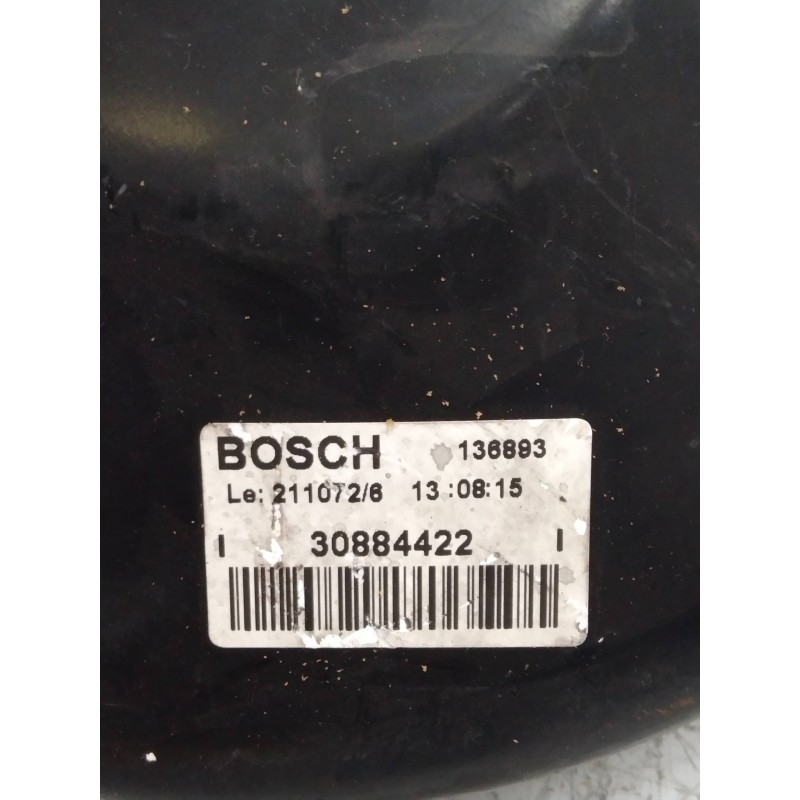 BOSCH 136893
Le: 211072/6 13:08:15
I 30884422 I